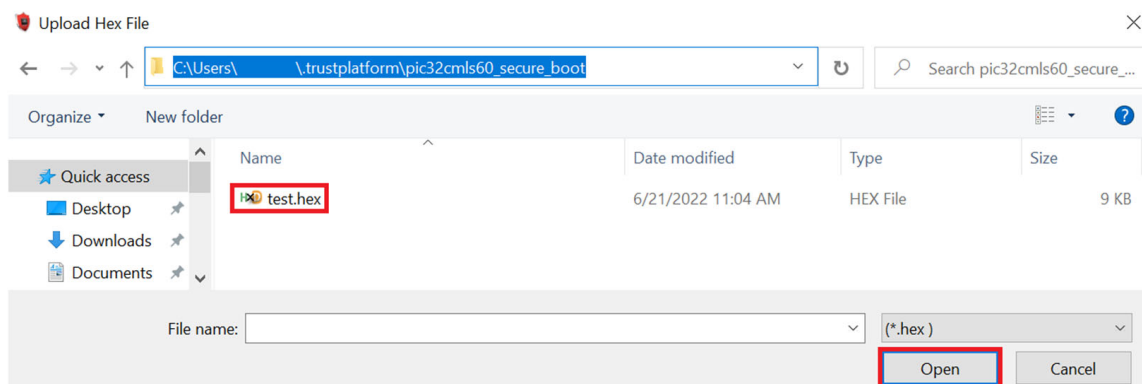 Upload Hex File
C:\Users\ \.trustplatform\pic32cmls60_secure_boot
Search pic32cmls60_secure_...
Organize New folder
Name Date modified Type Size
Quick access
test.hex 6/21/2022 11:04 AM HEX File 9 KB
Desktop
Downloads
Documents
File name: (*.hex )
Open Cancel